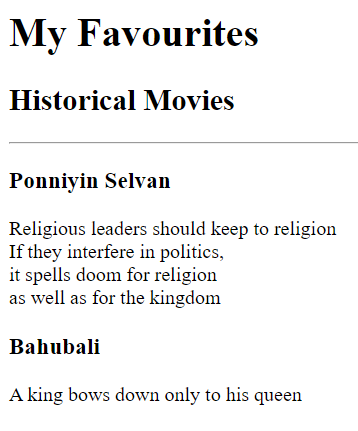 My Favourites
Historical Movies
Ponniyin Selvan
Religious leaders should keep to religion
If they interfere in politics,
it spells doom for religion
as well as for the kingdom
Bahubali
A king bows down only to his queen